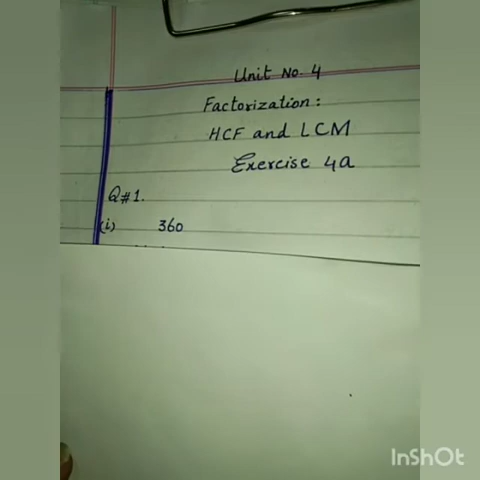 Unit No. 4
Factorization:
HCF and LCM
Exercise 4a
Q#1.
(i) 360
InShOt